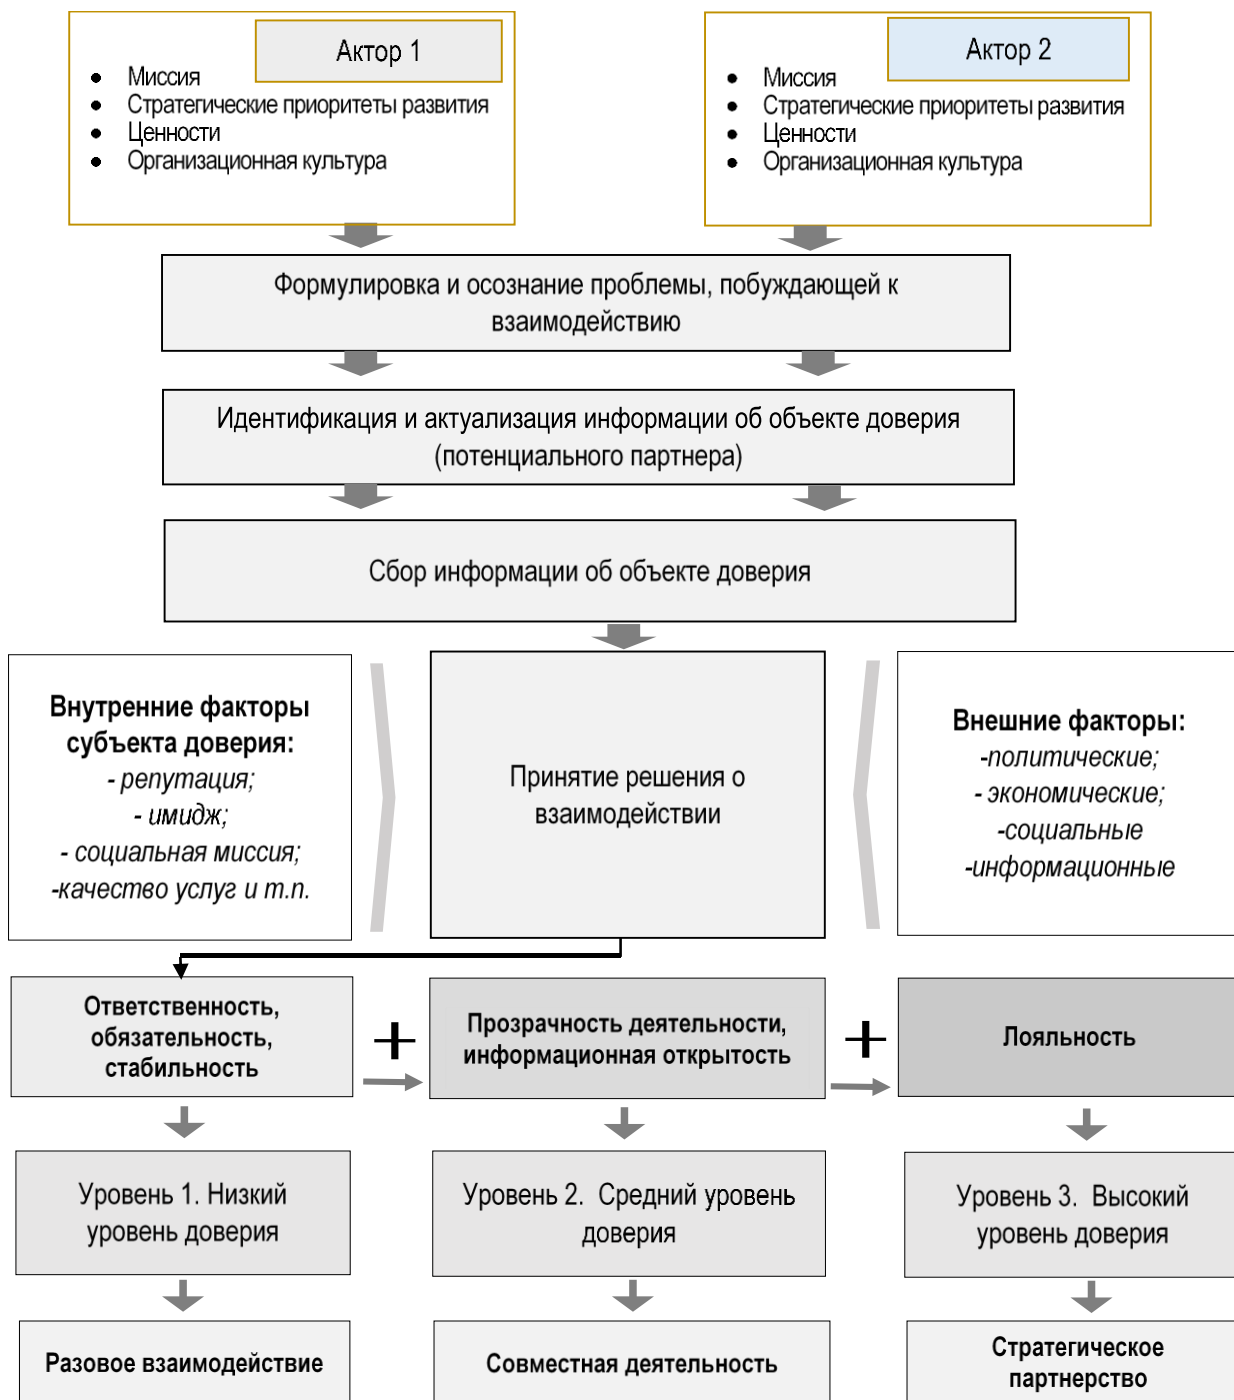 Актор 1
• Миссия
• Стратегические приоритеты развития
• Ценности
• Организационная культура
Актор 2
• Миссия
• Стратегические приоритеты развития
• Ценности
• Организационная культура
Формулировка и осознание проблемы, побуждающей к
взаимодействию
Идентификация и актуализация информации об объекте доверия
(потенциального партнера)
Сбор информации об объекте доверия
Внутренние факторы
субъекта доверия:
- репутация;
- имидж;
- социальная миссия;
-качество услуг и т.п.
Принятие решения о
взаимодействии
Внешние факторы:
-политические;
- экономические;
-социальные
-информационные
Ответственность,
обязательность,
стабильность
+
Прозрачность деятельности,
информационная открытость
+
Лояльность
Уровень 1. Низкий
уровень доверия
Уровень 2. Средний уровень
доверия
Уровень 3. Высокий
уровень доверия
Разовое взаимодействие
Совместная деятельность
Стратегическое
партнерство